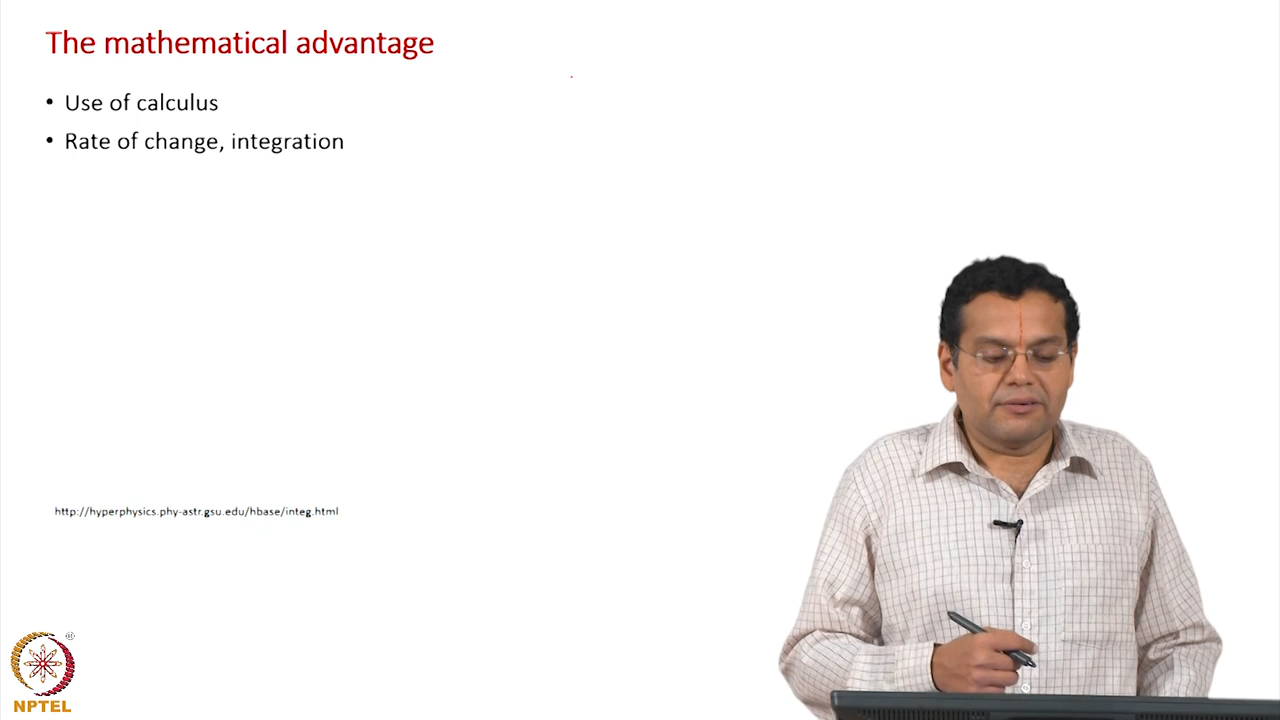 The mathematical advantage
• Use of calculus
• Rate of change, integration
http://hyperphysics.phy-astr.gsu.edu/hbase/integ.html
NPTEL